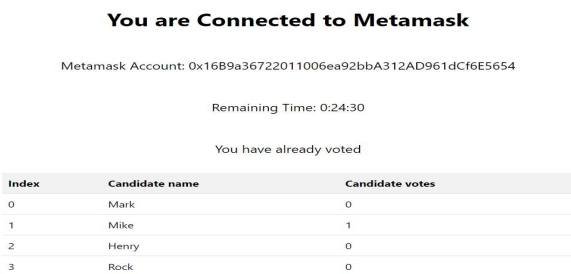 You are Connected to Metamask
Metamask Account: 0x16B9a36722011006ea92bbA312AD961dCf6E5654
Remaining Time: 0:24:30
You have already voted
Index Candidate name Candidate votes
0 Mark 0
1 Mike 1
2 Henry 0
3 Rock 0